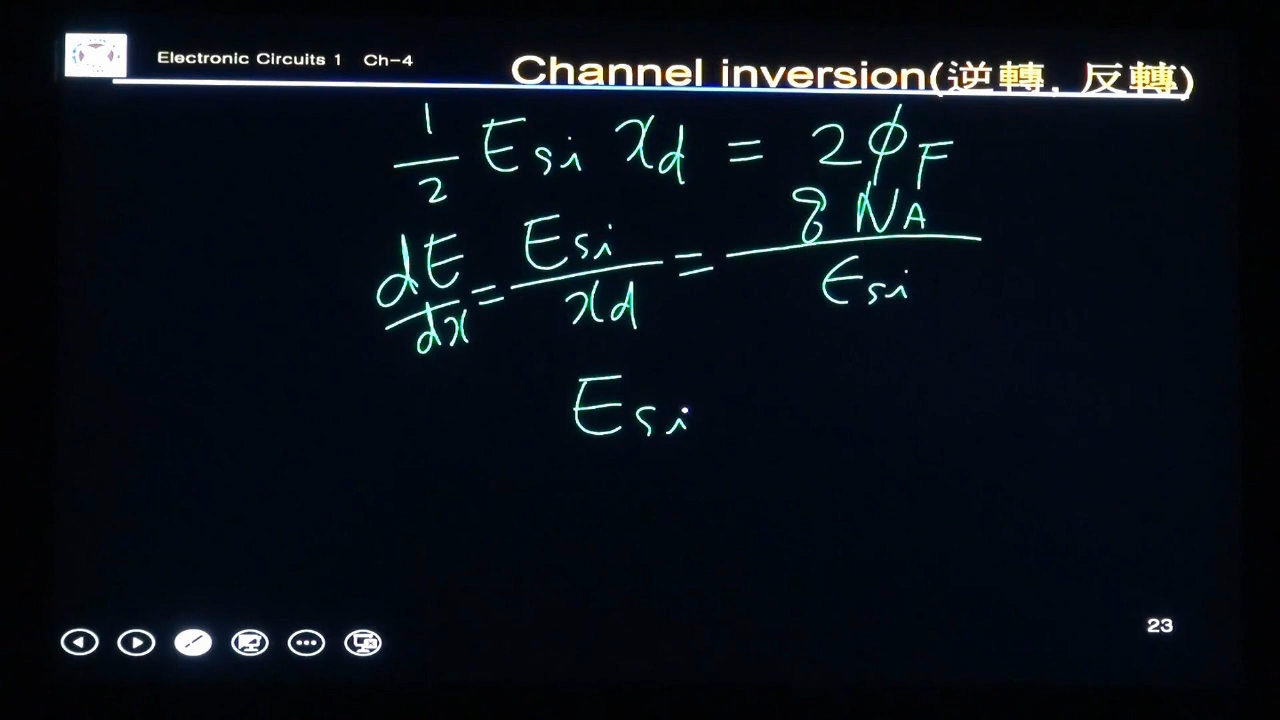 Electronic Circuits 1 Ch-4
Channel inversion(逆轉, 反轉)
1/2 Esi xd = 2ϕF
dE/dx = Esi/xd = qNA/ϵsi
Esi
23